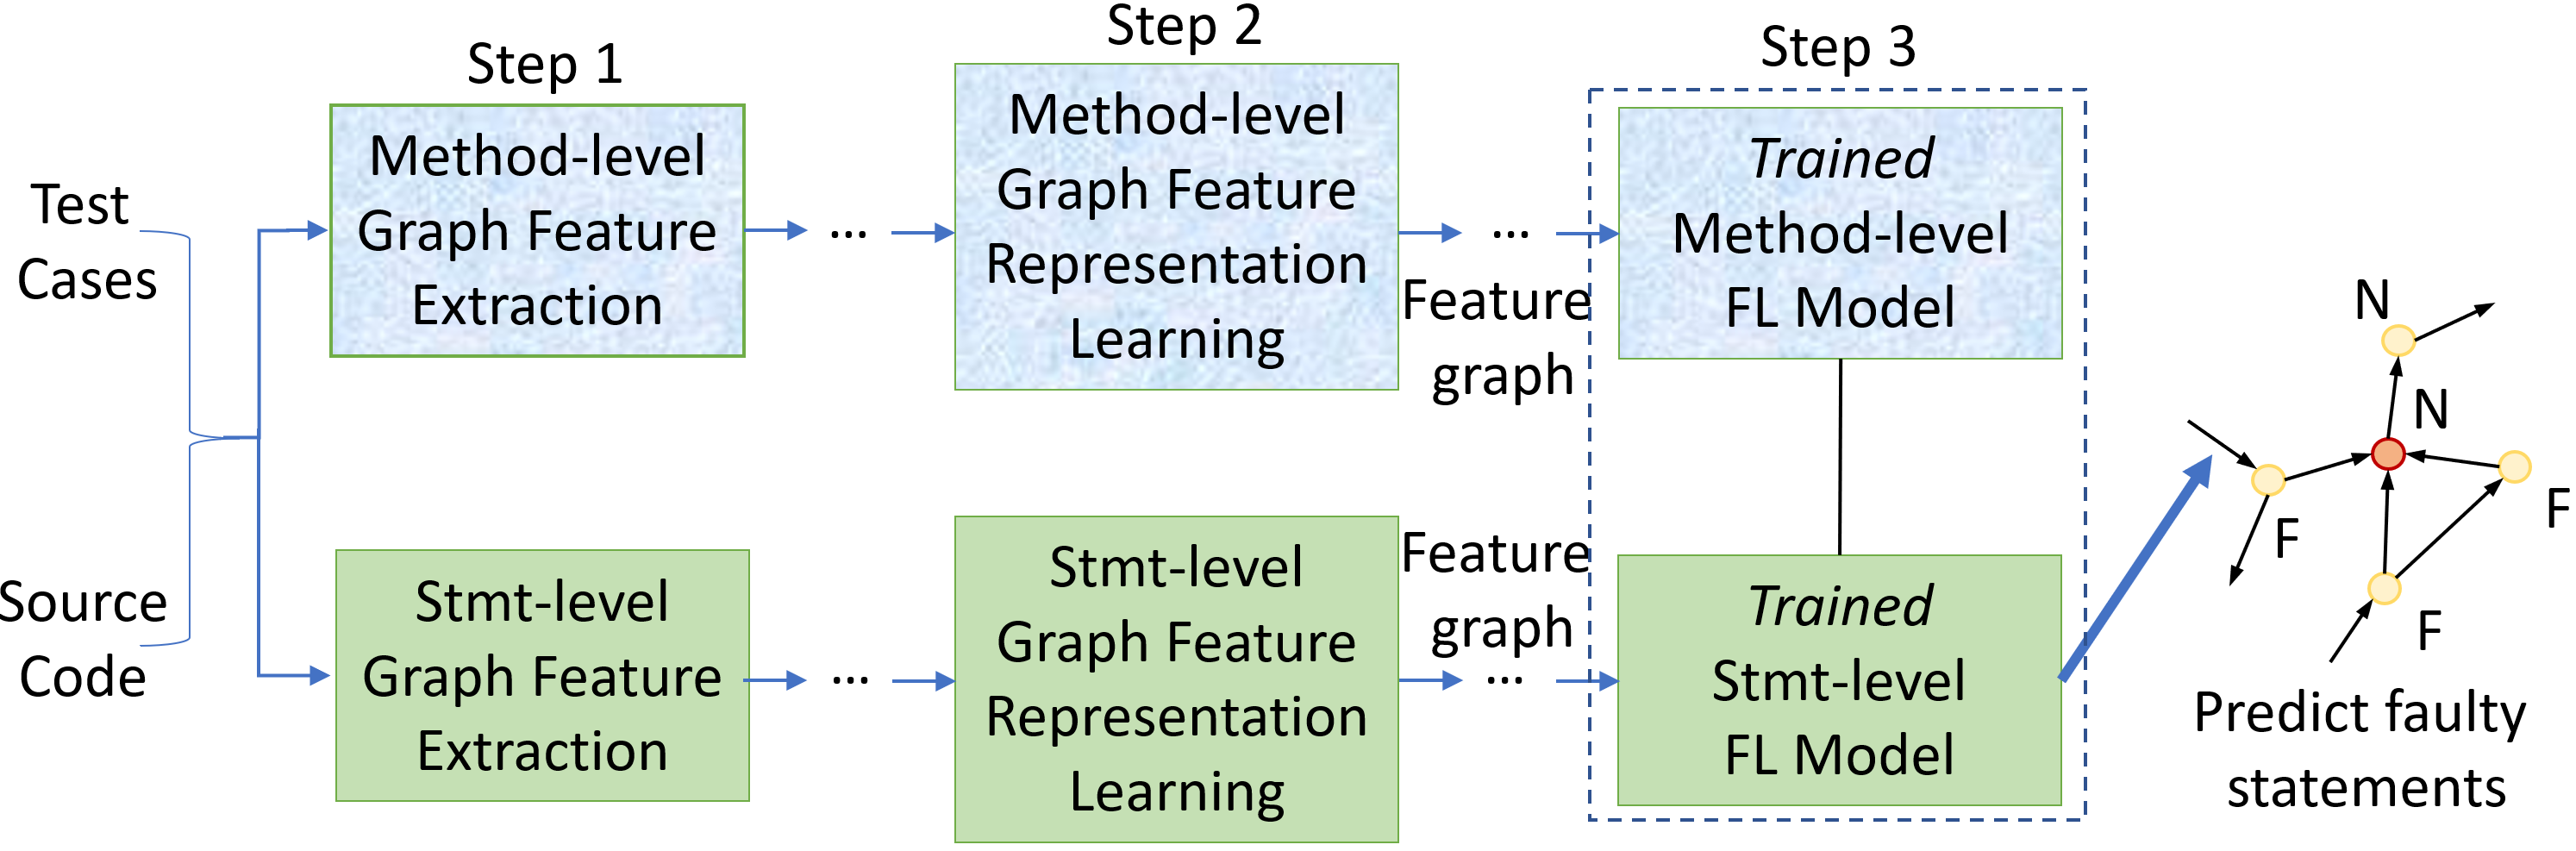 Step 1
Step 2
Step 3
Test
Cases
Source
Code
Method-level
Graph Feature
Extraction
...
Method-level
Graph Feature
Representation
Learning
...
Feature
graph
Trained
Method-level
FL Model
Stmt-level
Graph Feature
Extraction
...
Stmt-level
Graph Feature
Representation
Learning
Feature
graph
...
Trained
Stmt-level
FL Model
N
N
F
F
F
Predict faulty
statements